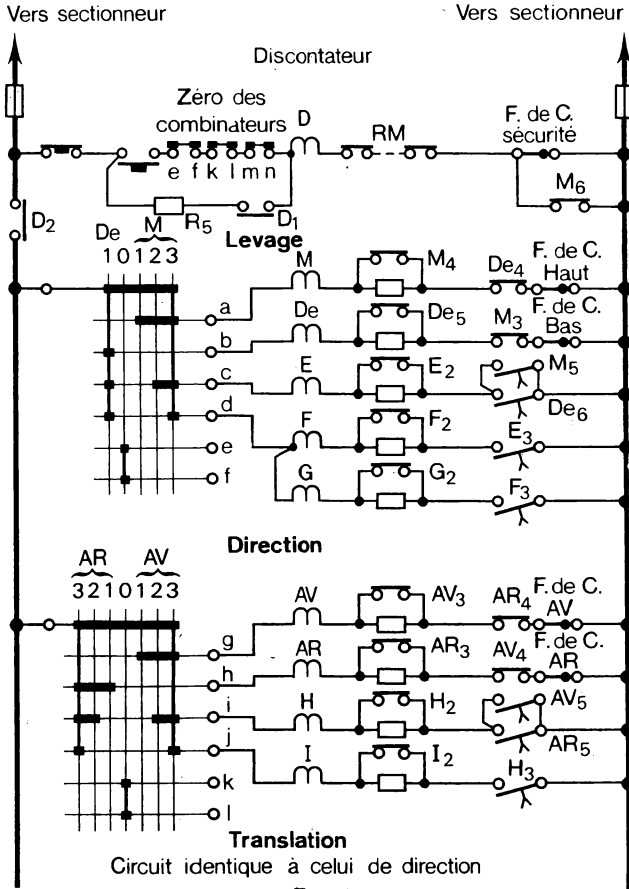 Vers sectionneur Vers sectionneur
Discontateur
Zéro des combinateurs
D
RM
F. de C. sécurité
e f k l m n
M6
R5
D1
D2
Levage
De M
1 0 1 2 3
M
M4
De4
F. de C. Haut
a
De
De5
M3
F. de C. Bas
b
E
E2
M5
c
De6
d
F
F2
E3
e
G
G2
F3
f
Direction
AR AV
3 2 1 0 1 2 3
AV
AV3
AR4
F. de C. AV
g
AR
AR3
AV4
F. de C. AR
h
H
H2
AV5
i
AR5
j
I
I2
H3
k
l
Translation
Circuit identique à celui de direction